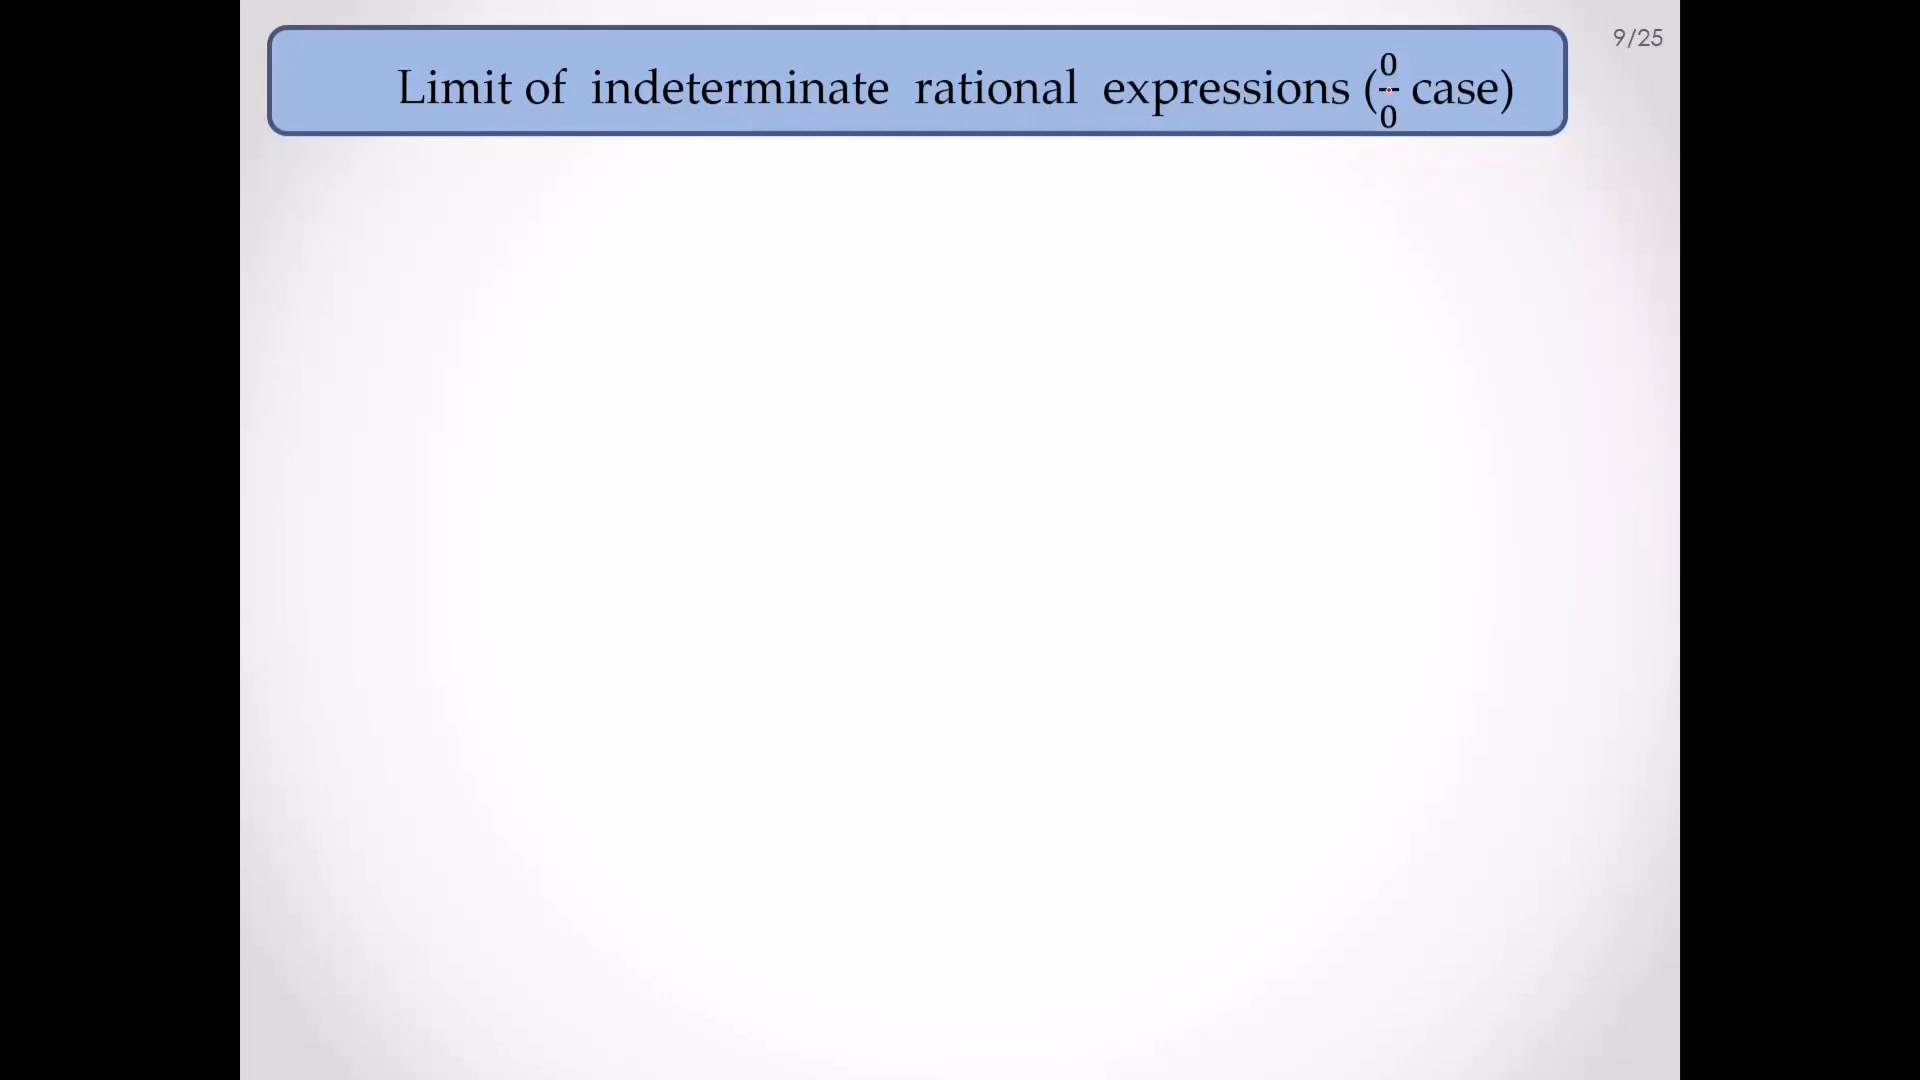 9/25
Limit of indeterminate rational expressions (0/0 case)